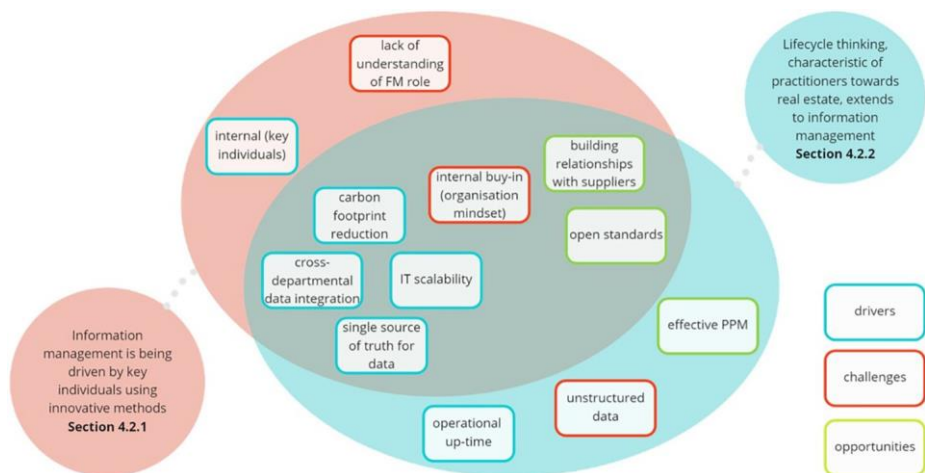 lack of
understanding
of FM role
internal (key
individuals)
building
relationships
with suppliers
internal buy-in
(organisation
mindset)
carbon
footprint
reduction
open standards
cross-
departmental
data integration
IT scalability
single source
of truth for
data
effective PPM
unstructured
data
operational
up-time
Lifecycle thinking,
characteristic of
practitioners towards
real estate, extends
to information
management
Section 4.2.2
Information
management is being
driven by key
individuals using
innovative methods
Section 4.2.1
drivers
challenges
opportunities